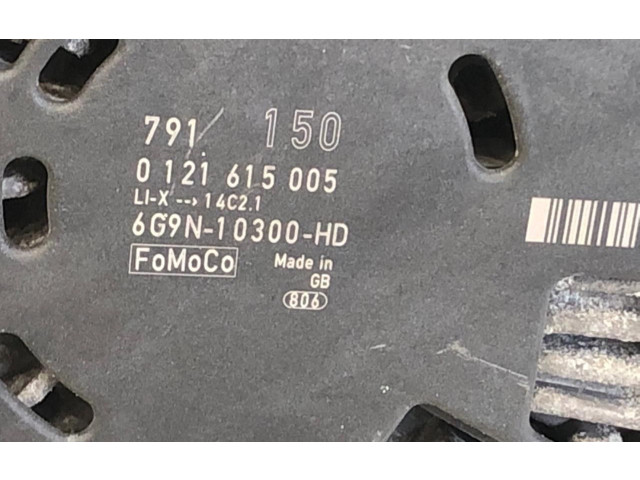 791 150
0 121 615 005
LI-X --> 14C2.1
6G9N-10300-HD
FoMoCo Made in
GB
806